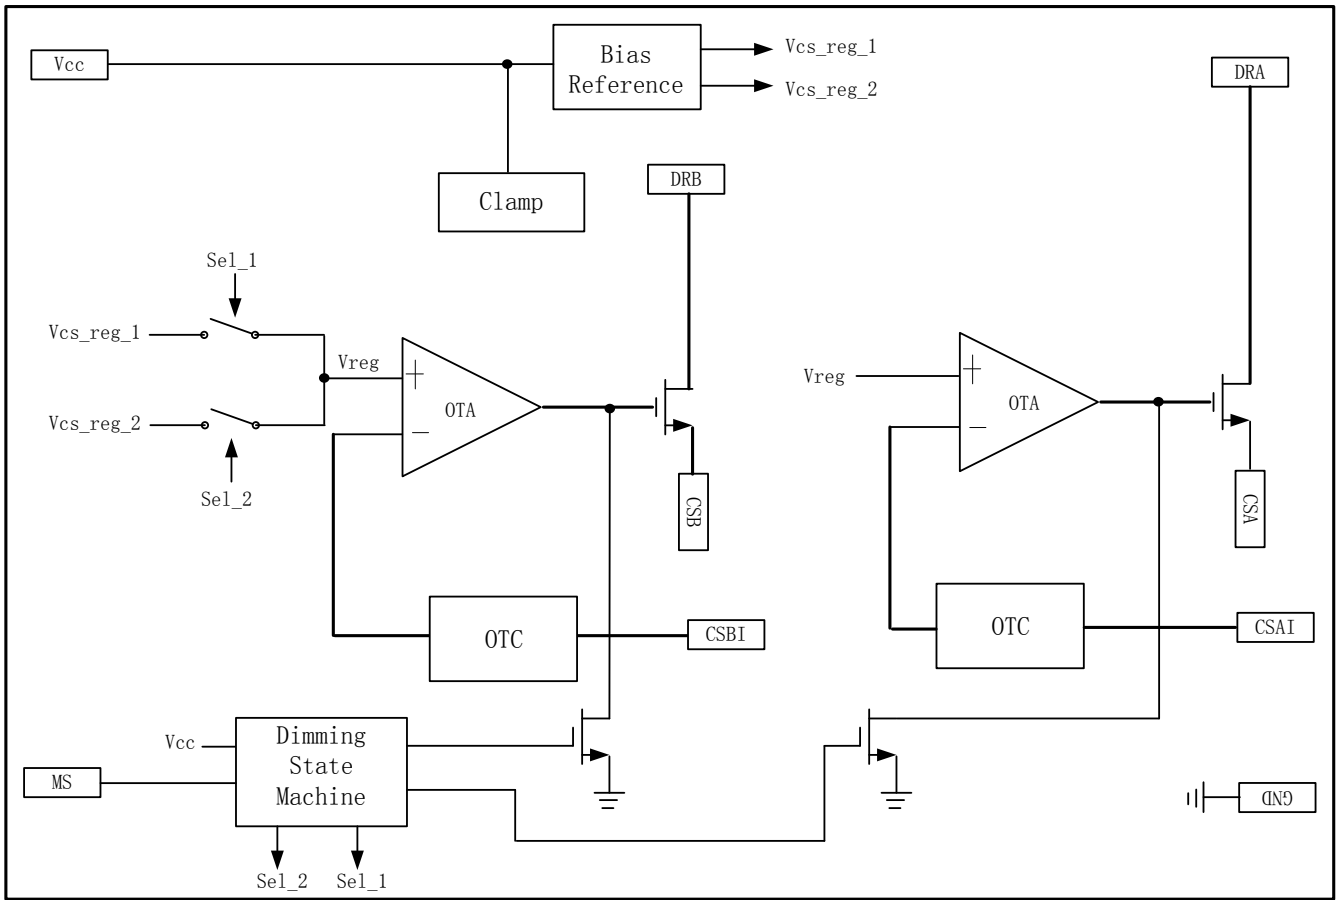 Vcc
Bias
Reference
Vcs_reg_1
Vcs_reg_2
DRA
Clamp
DRB
Sel_1
Vcs_reg_1
Vreg
+
OTA
−
Vcs_reg_2
Sel_2
CSB
Vreg
+
OTA
−
CSA
OTC
CSBI
OTC
CSAI
Vcc
MS
Dimming
State
Machine
GND
Sel_2
Sel_1